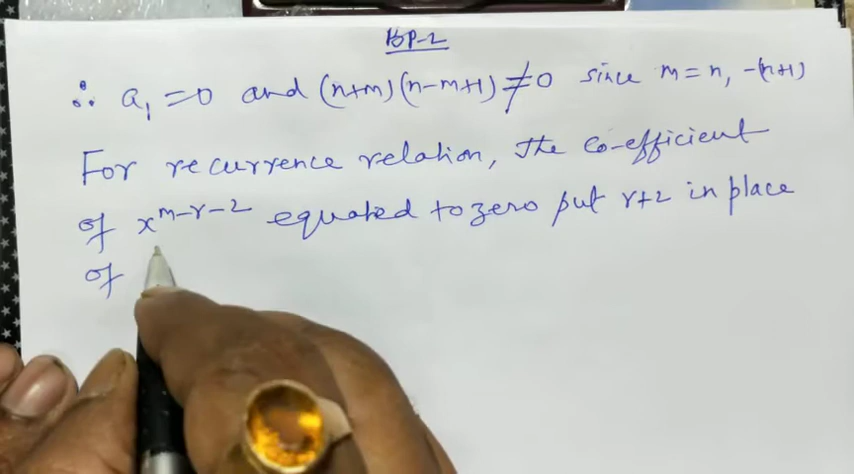 BP-2
∴ a₁ = 0 and (n+m)(n-m+1) ≠ 0 since m = n, -(n+1)
For recurrence relation, the co-efficient
of x^{m-r-2} equated to zero put r+2 in place
of